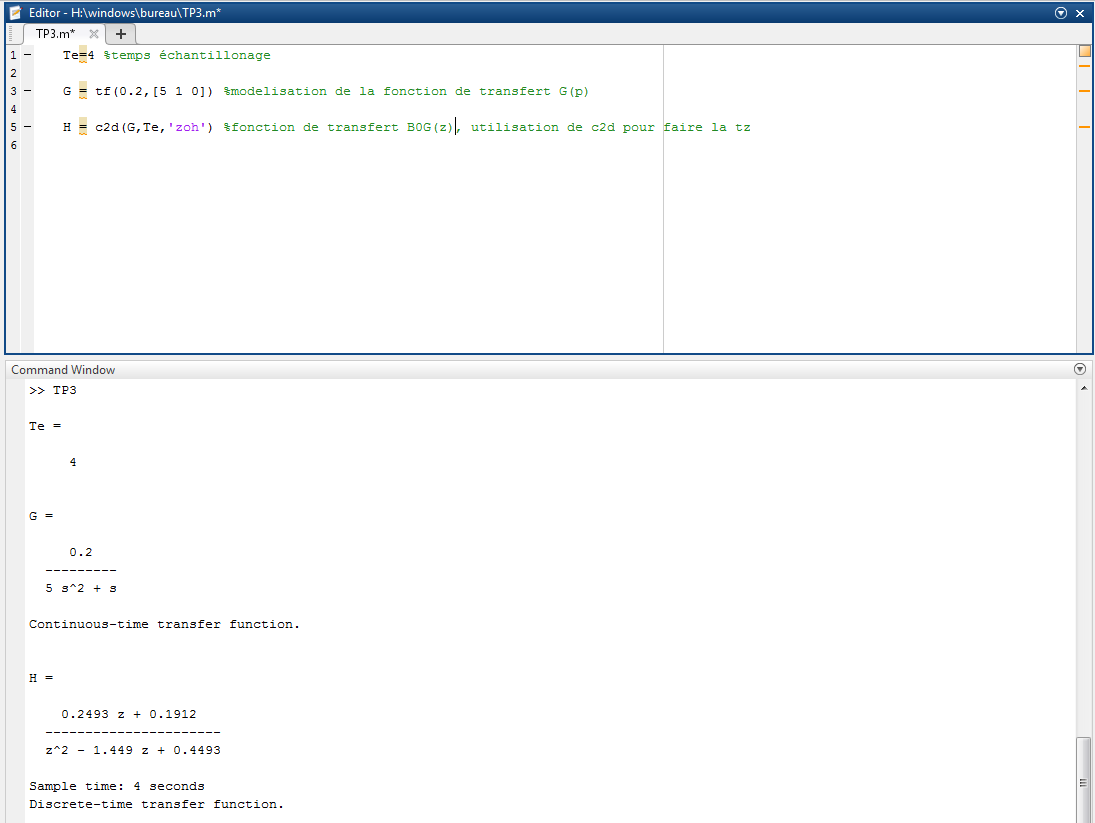 Editor - H:\windows\bureau\TP3.m*
TP3.m* +
1 - Te=4 %temps échantillonage
2
3 - G = tf(0.2,[5 1 0]) %modelisation de la fonction de transfert G(p)
4
5 - H = c2d(G,Te,'zoh') %fonction de transfert B0G(z), utilisation de c2d pour faire la tz
6
Command Window
>> TP3
Te =
4
G =
0.2
---------
5 s^2 + s
Continuous-time transfer function.
H =
0.2493 z + 0.1912
----------------------
z^2 - 1.449 z + 0.4493
Sample time: 4 seconds
Discrete-time transfer function.